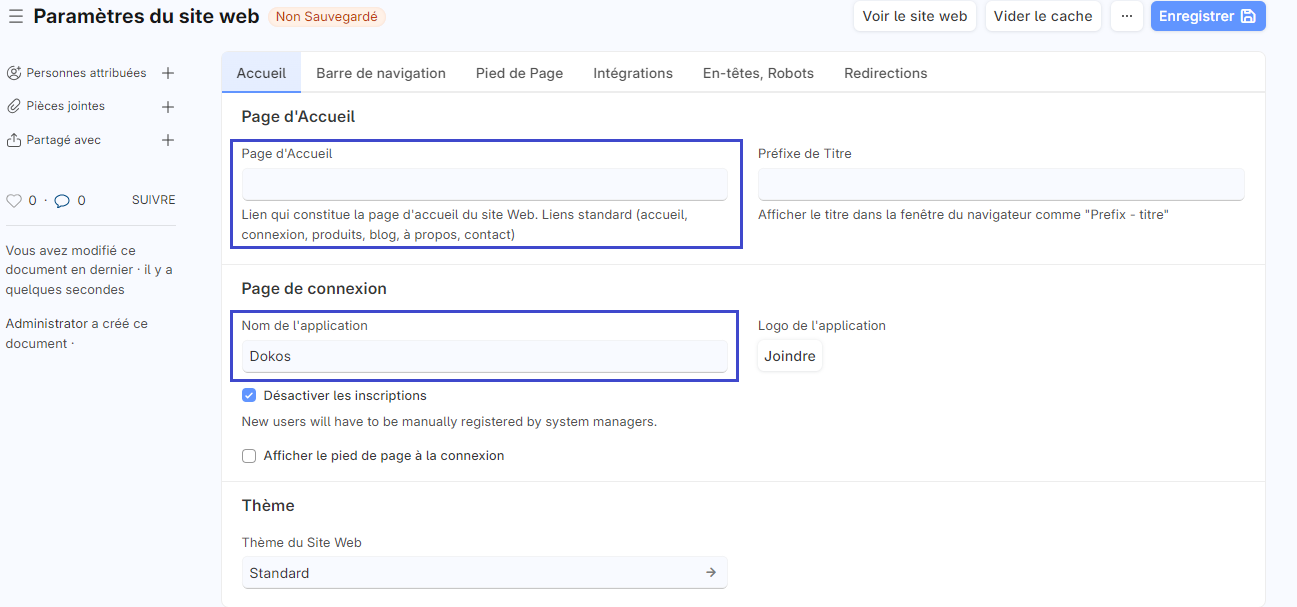 Paramètres du site web
Non Sauvegardé
Voir le site web
Vider le cache
...
Enregistrer
Personnes attribuées
Pièces jointes
Partagé avec
0 · 0
SUIVRE
Vous avez modifié ce
document en dernier · il y a
quelques secondes
Administrator a créé ce
document ·
Accueil
Barre de navigation
Pied de Page
Intégrations
En-têtes, Robots
Redirections
Page d'Accueil
Page d'Accueil
Lien qui constitue la page d'accueil du site Web. Liens standard (accueil,
connexion, produits, blog, à propos, contact)
Préfixe de Titre
Afficher le titre dans la fenêtre du navigateur comme "Prefix - titre"
Page de connexion
Nom de l'application
Dokos
Logo de l'application
Joindre
Désactiver les inscriptions
New users will have to be manually registered by system managers.
Afficher le pied de page à la connexion
Thème
Thème du Site Web
Standard